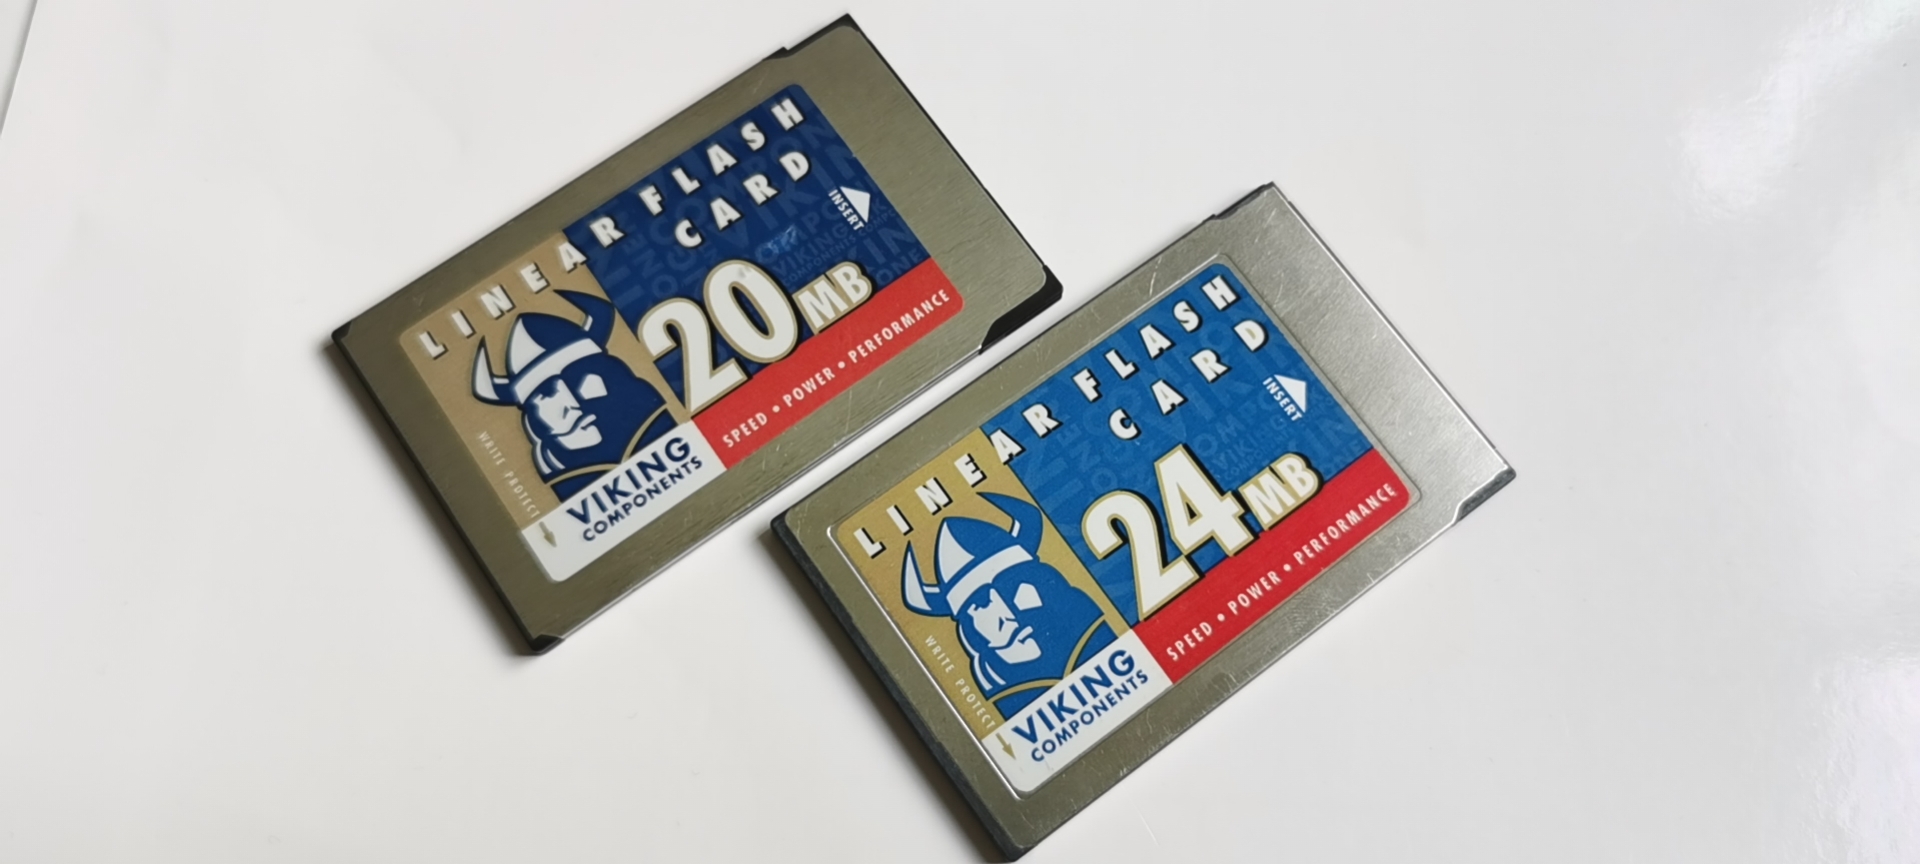 LINEAR FLASH
CARD
INSERT
20MB
SPEED • POWER • PERFORMANCE
WRITE PROTECT
VIKING
COMPONENTS
LINEAR FLASH
CARD
INSERT
24MB
SPEED • POWER • PERFORMANCE
WRITE PROTECT
VIKING
COMPONENTS